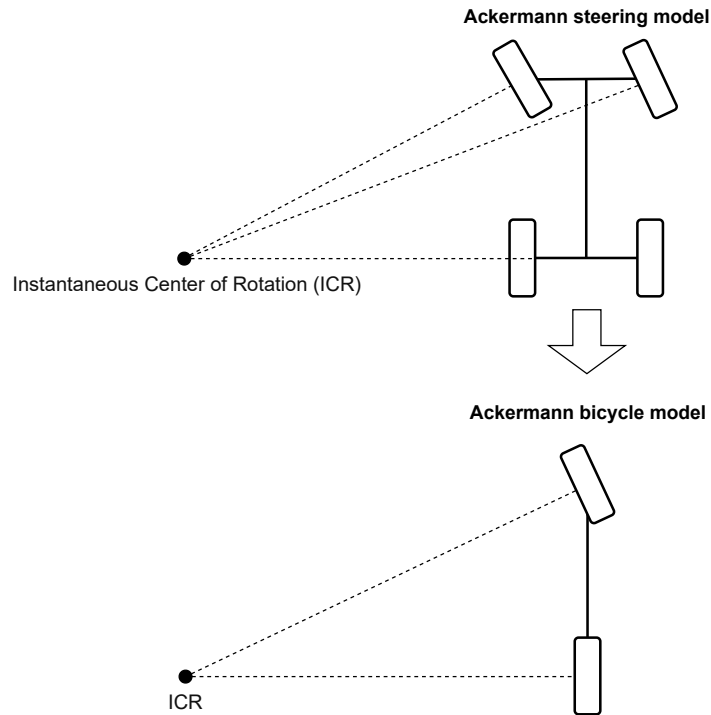 Ackermann steering model
Instantaneous Center of Rotation (ICR)
Ackermann bicycle model
ICR